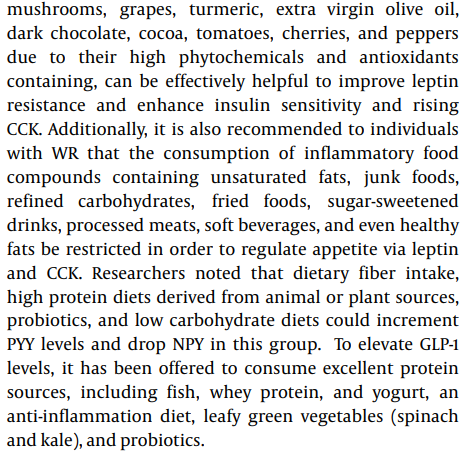 mushrooms, grapes, turmeric, extra virgin olive oil,
dark chocolate, cocoa, tomatoes, cherries, and peppers
due to their high phytochemicals and antioxidants
containing, can be effectively helpful to improve leptin
resistance and enhance insulin sensitivity and rising
CCK. Additionally, it is also recommended to individuals
with WR that the consumption of inflammatory food
compounds containing unsaturated fats, junk foods,
refined carbohydrates, fried foods, sugar-sweetened
drinks, processed meats, soft beverages, and even healthy
fats be restricted in order to regulate appetite via leptin
and CCK. Researchers noted that dietary fiber intake,
high protein diets derived from animal or plant sources,
probiotics, and low carbohydrate diets could increment
PYY levels and drop NPY in this group. To elevate GLP-1
levels, it has been offered to consume excellent protein
sources, including fish, whey protein, and yogurt, an
anti-inflammation diet, leafy green vegetables (spinach
and kale), and probiotics.